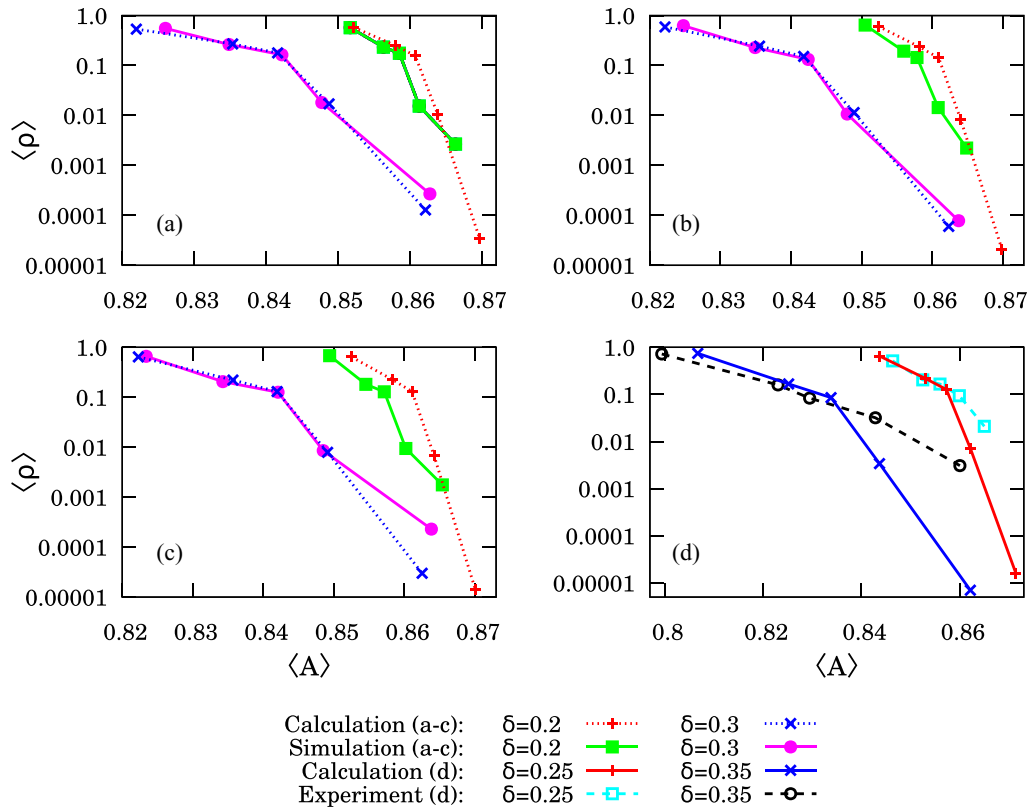 1.0 1.0
0.1 0.1
0.01 0.01
⟨ρ⟩
0.001 0.001
0.0001 0.0001
(a) (b)
0.00001 0.00001
0.82 0.83 0.84 0.85 0.86 0.87 0.82 0.83 0.84 0.85 0.86 0.87
1.0 1.0
0.1 0.1
0.01 0.01
⟨ρ⟩
0.001 0.001
0.0001 0.0001
(c) (d)
0.00001 0.00001
0.82 0.83 0.84 0.85 0.86 0.87 0.8 0.82 0.84 0.86
⟨A⟩ ⟨A⟩
Calculation (a-c): δ=0.2 δ=0.3
Simulation (a-c): δ=0.2 δ=0.3
Calculation (d): δ=0.25 δ=0.35
Experiment (d): δ=0.25 δ=0.35